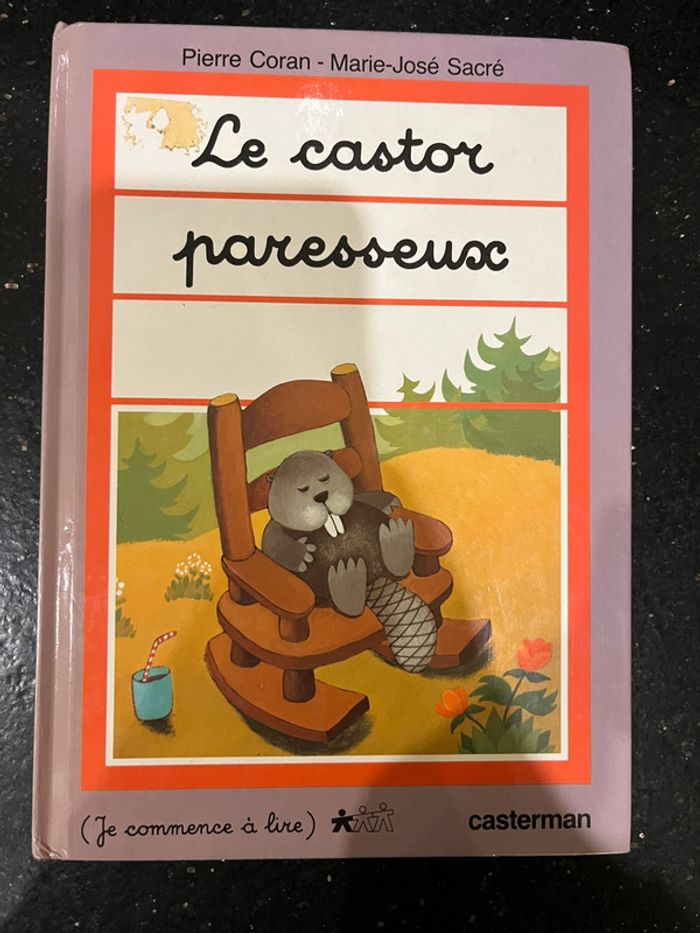 Pierre Coran - Marie-José Sacré
Le castor
paresseux
(Je commence à lire)
casterman